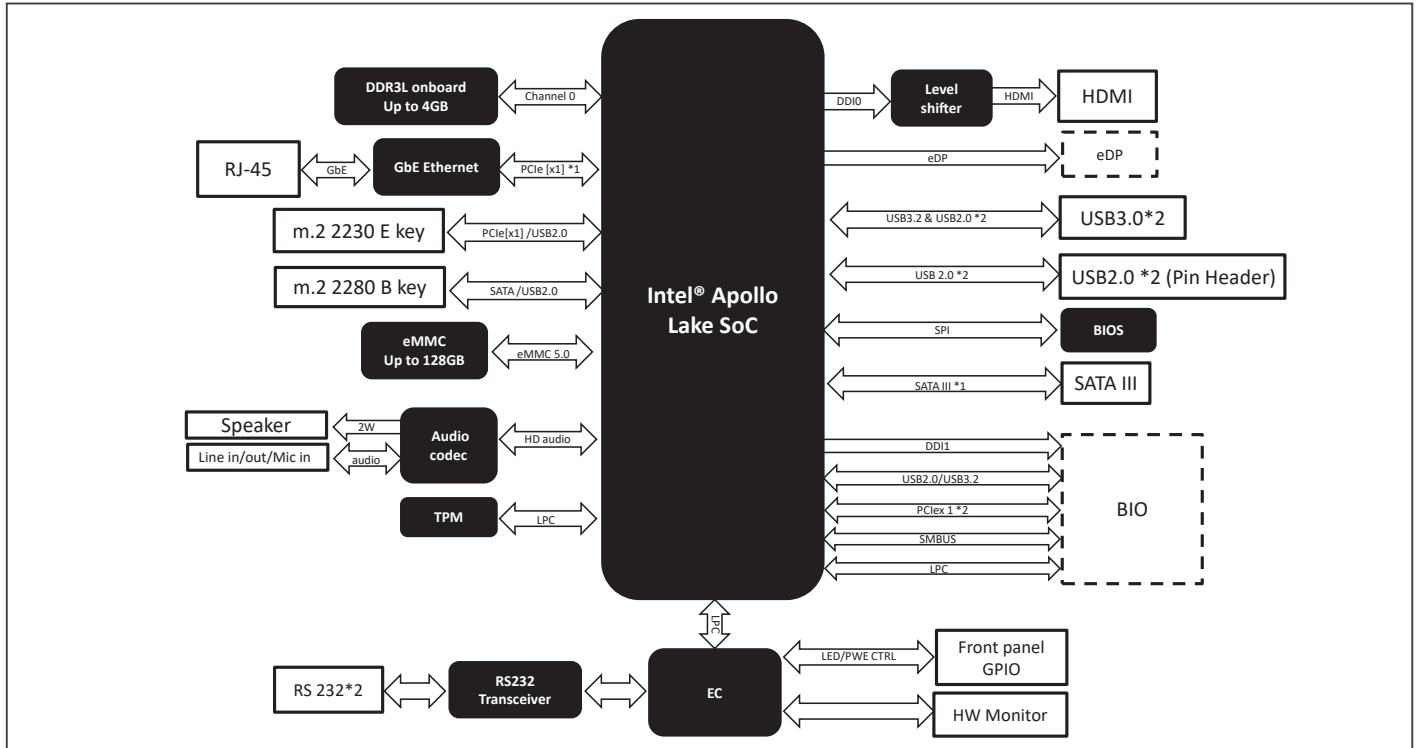 DDR3L onboard
Up to 4GB
Channel 0
RJ-45
GbE
GbE Ethernet
PCIe [x1] *1
m.2 2230 E key
PCIe[x1] /USB2.0
m.2 2280 B key
SATA /USB2.0
eMMC
Up to 128GB
eMMC 5.0
Speaker
2W
Line in/out/Mic in
audio
Audio
codec
HD audio
TPM
LPC
Intel® Apollo
Lake SoC
DDI0
Level
shifter
HDMI
HDMI
eDP
eDP
USB3.2 & USB2.0 *2
USB3.0*2
USB 2.0 *2
USB2.0 *2 (Pin Header)
SPI
BIOS
SATA III *1
SATA III
DDI1
USB2.0/USB3.2
PCIex 1 *2
SMBUS
LPC
BIO
LPC
RS 232*2
RS232
Transceiver
EC
LED/PWE CTRL
Front panel
GPIO
HW Monitor